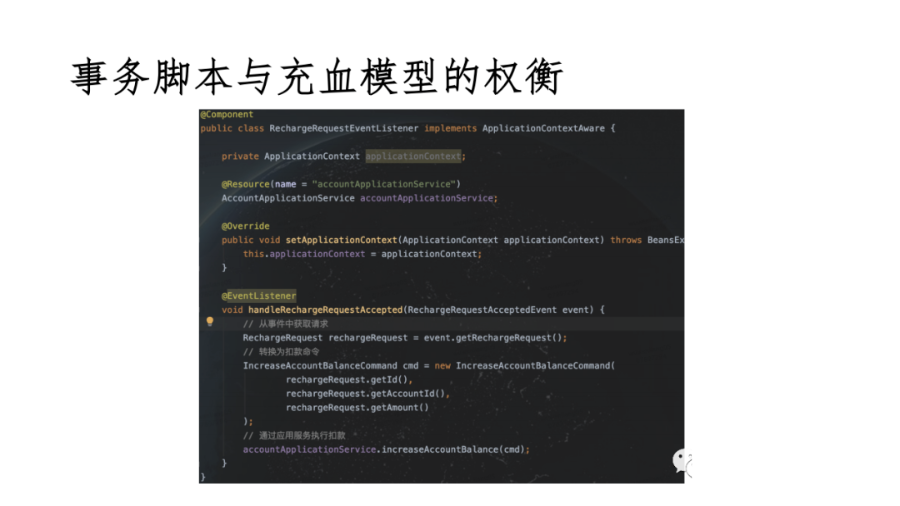 事务脚本与充血模型的权衡
@Component
public class RechargeRequestEventListener implements ApplicationContextAware {
private ApplicationContext applicationContext;
@Resource(name = "accountApplicationService")
AccountApplicationService accountApplicationService;
@Override
public void setApplicationContext(ApplicationContext applicationContext) throws BeansEx
this.applicationContext = applicationContext;
}
@EventListener
void handleRechargeRequestAccepted(RechargeRequestAcceptedEvent event) {
// 从事件中获取请求
RechargeRequest rechargeRequest = event.getRechargeRequest();
// 转换为扣款命令
IncreaseAccountBalanceCommand cmd = new IncreaseAccountBalanceCommand(
rechargeRequest.getId(),
rechargeRequest.getAccountId(),
rechargeRequest.getAmount()
);
// 通过应用服务执行扣款
accountApplicationService.increaseAccountBalance(cmd);
}
}